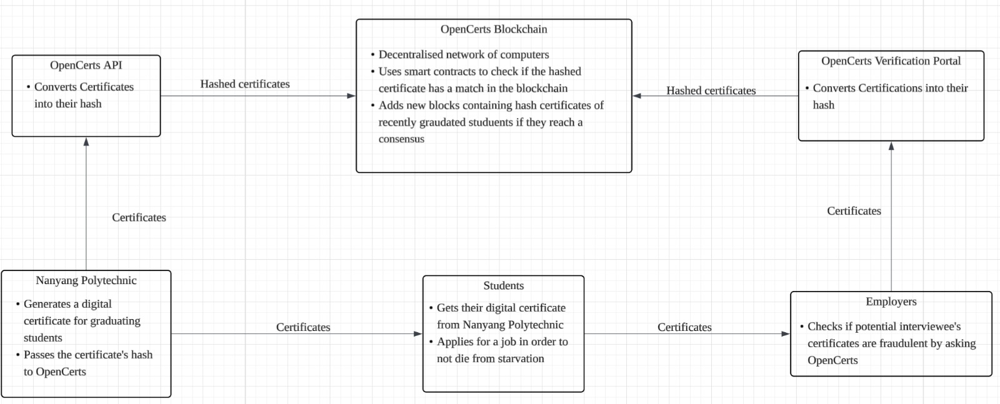 OpenCerts API
• Converts Certificates
into their hash
Hashed certificates
OpenCerts Blockchain
• Decentralised network of computers
• Uses smart contracts to check if the hashed
certificate has a match in the blockchain
• Adds new blocks containing hash certificates of
recently graudated studuents if they reach a
consensus
Hashed certificates
OpenCerts Verification Portal
• Converts Certifications into their
hash
Certificates
Certificates
Nanyang Polytechnic
• Generates a digital
certificate for graduating
students
• Passes the certificate's hash
to OpenCerts
Certificates
Students
• Gets their digital certificate
from Nanyang Polytechnic
• Applies for a job in order to
not die from starvation
Certificates
Employers
• Checks if potential interviewee's
certificates are fraudulent by asking
OpenCerts